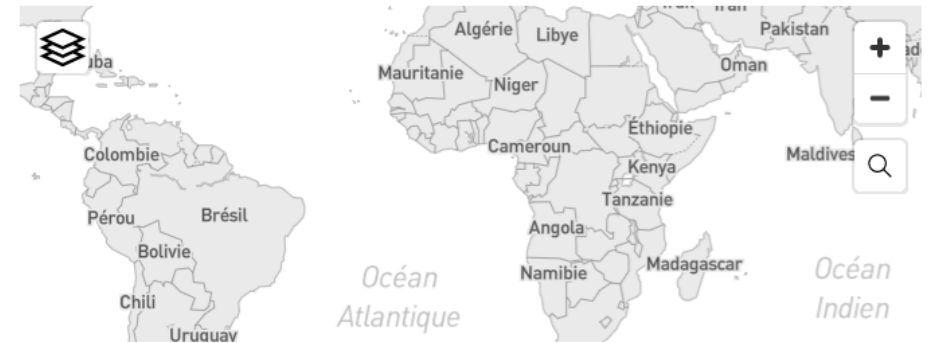 Iran
Algérie
Libye
Pakistan
Oman
Mauritanie
Niger
Éthiopie
Cameroun
Colombie
Kenya
Maldives
Tanzanie
Pérou
Brésil
Angola
Bolivie
Madagascar
Namibie
Océan
Atlantique
Océan
Indien
Chili
Uruguay